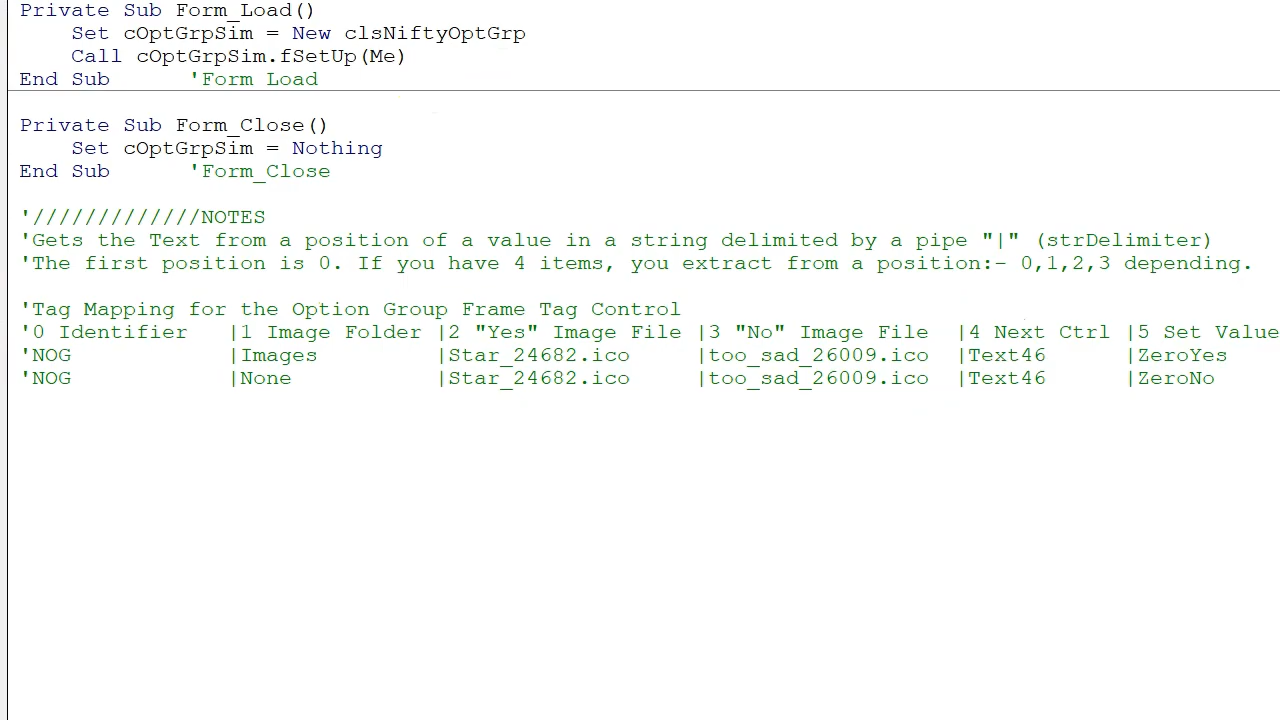 Private Sub Form_Load()
    Set cOptGrpSim = New clsNiftyOptGrp
    Call cOptGrpSim.fSetUp(Me)
End Sub      'Form Load
Private Sub Form_Close()
    Set cOptGrpSim = Nothing
End Sub      'Form_Close
'/////////////NOTES
'Gets the Text from a position of a value in a string delimited by a pipe "|" (strDelimiter)
'The first position is 0. If you have 4 items, you extract from a position:- 0,1,2,3 depending.
'Tag Mapping for the Option Group Frame Tag Control
'0 Identifier   |1 Image Folder |2 "Yes" Image File |3 "No" Image File  |4 Next Ctrl |5 Set Value
'NOG            |Images         |Star_24682.ico     |too_sad_26009.ico  |Text46      |ZeroYes
'NOG            |None           |Star_24682.ico     |too_sad_26009.ico  |Text46      |ZeroNo